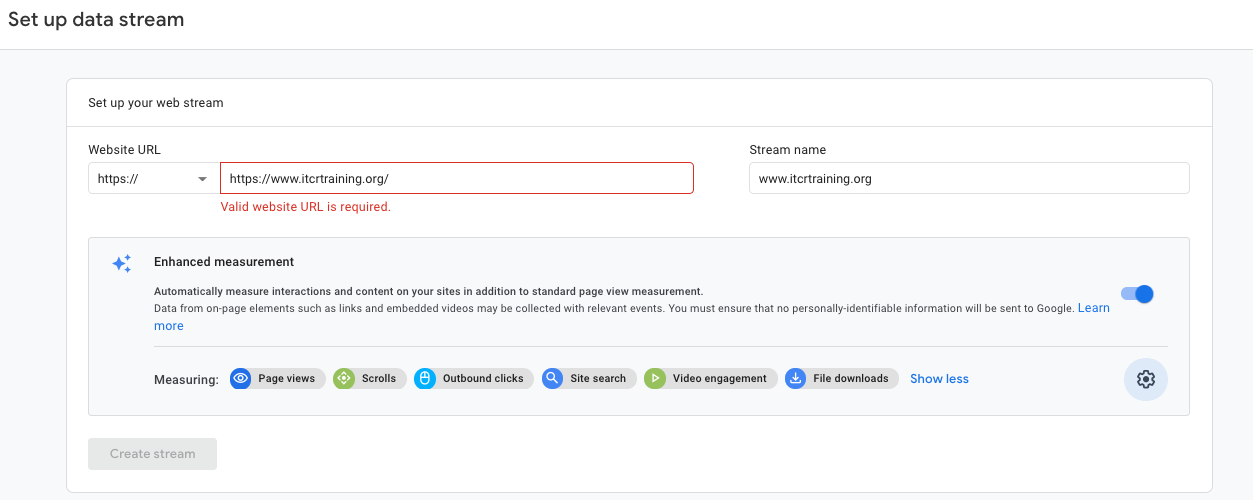 Set up data stream
Set up your web stream
Website URL
Stream name
https://
https://www.itcrtraining.org/
www.itcrtraining.org
Valid website URL is required.
Enhanced measurement
Automatically measure interactions and content on your sites in addition to standard page view measurement.
Data from on-page elements such as links and embedded videos may be collected with relevant events. You must ensure that no personally-identifiable information will be sent to Google. Learn
more
Measuring: Page views Scrolls Outbound clicks Site search Video engagement File downloads Show less
Create stream